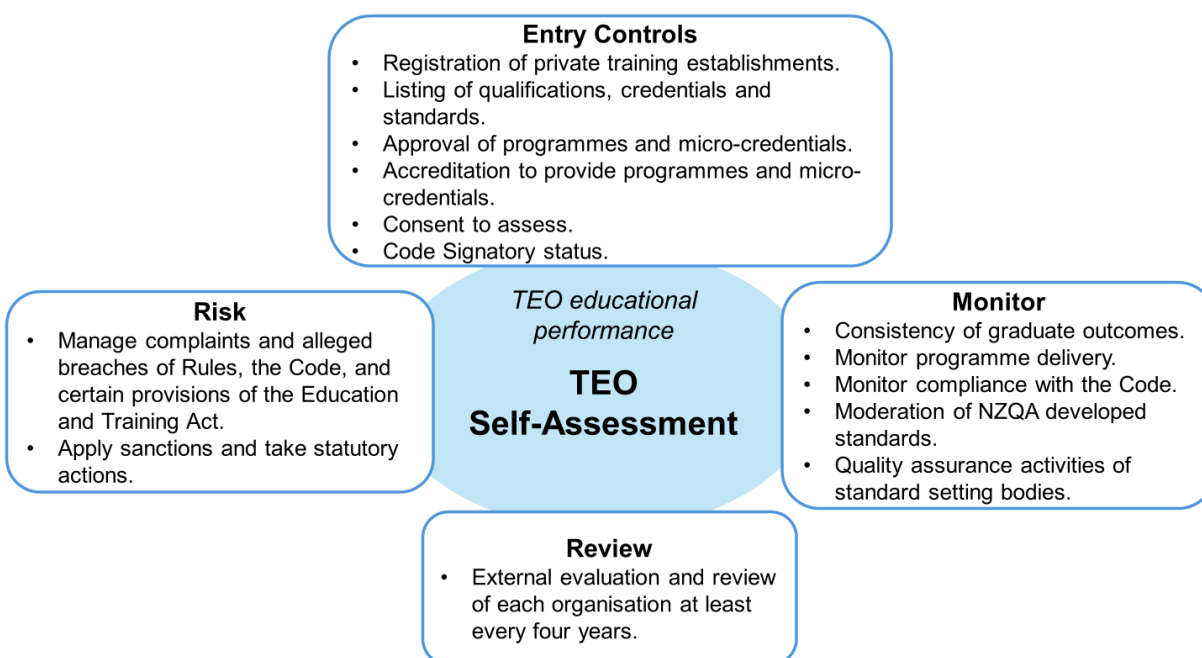 Entry Controls
• Registration of private training establishments.
• Listing of qualifications, credentials and
standards.
• Approval of programmes and micro-credentials.
• Accreditation to provide programmes and micro-
credentials.
• Consent to assess.
• Code Signatory status.
Risk
• Manage complaints and alleged
breaches of Rules, the Code, and
certain provisions of the Education
and Training Act.
• Apply sanctions and take statutory
actions.
TEO educational
performance
TEO
Self-Assessment
Monitor
• Consistency of graduate outcomes.
• Monitor programme delivery.
• Monitor compliance with the Code.
• Moderation of NZQA developed
standards.
• Quality assurance activities of
standard setting bodies.
Review
• External evaluation and review
of each organisation at least
every four years.